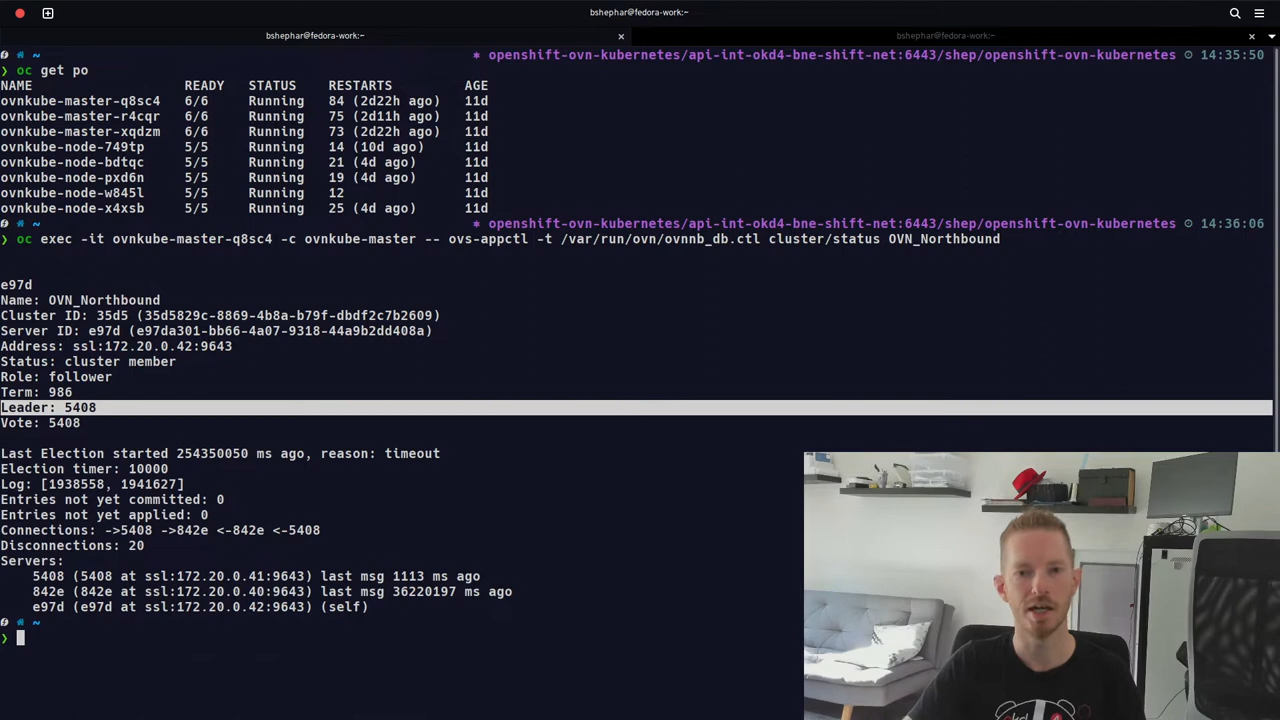 bshephar@fedora-work:~
bshephar@fedora-work:~
bshephar@fedora-work:~
~ * openshift-ovn-kubernetes/api-int-okd4-bne-shift-net:6443/shep/openshift-ovn-kubernetes 14:35:50
❯ oc get po
NAME READY STATUS RESTARTS AGE
ovnkube-master-q8sc4 6/6 Running 84 (2d22h ago) 11d
ovnkube-master-r4cqr 6/6 Running 75 (2d11h ago) 11d
ovnkube-master-xqdzm 6/6 Running 73 (2d22h ago) 11d
ovnkube-node-749tp 5/5 Running 14 (10d ago) 11d
ovnkube-node-bdtqc 5/5 Running 21 (4d ago) 11d
ovnkube-node-pxd6n 5/5 Running 19 (4d ago) 11d
ovnkube-node-w845l 5/5 Running 12 11d
ovnkube-node-x4xsb 5/5 Running 25 (4d ago) 11d
~ * openshift-ovn-kubernetes/api-int-okd4-bne-shift-net:6443/shep/openshift-ovn-kubernetes 14:36:06
❯ oc exec -it ovnkube-master-q8sc4 -c ovnkube-master -- ovs-appctl -t /var/run/ovn/ovnnb_db.ctl cluster/status OVN_Northbound
e97d
Name: OVN_Northbound
Cluster ID: 35d5 (35d5829c-8869-4b8a-b79f-dbdf2c7b2609)
Server ID: e97d (e97da301-bb66-4a07-9318-44a9b2dd408a)
Address: ssl:172.20.0.42:9643
Status: cluster member
Role: follower
Term: 986
Leader: 5408
Vote: 5408
Last Election started 254350050 ms ago, reason: timeout
Election timer: 10000
Log: [1938558, 1941627]
Entries not yet committed: 0
Entries not yet applied: 0
Connections: ->5408 ->842e <-842e <-5408
Disconnections: 20
Servers:
5408 (5408 at ssl:172.20.0.41:9643) last msg 1113 ms ago
842e (842e at ssl:172.20.0.40:9643) last msg 36220197 ms ago
e97d (e97d at ssl:172.20.0.42:9643) (self)
~
❯